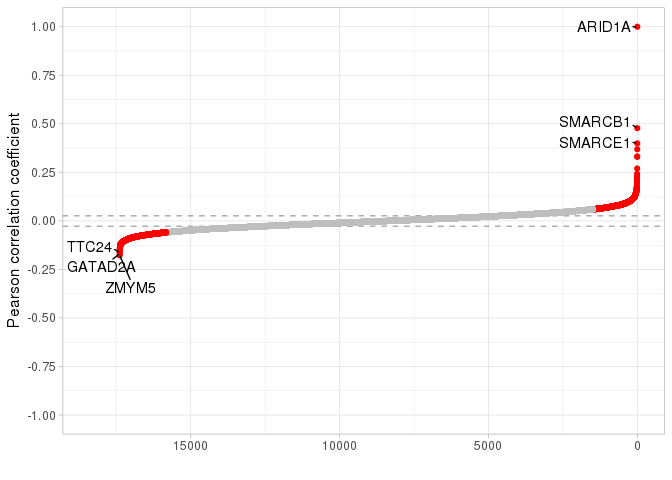 1.00
0.75
0.50
0.25
0.00
-0.25
-0.50
-0.75
-1.00
Pearson correlation coefficient
ARID1A
SMARCB1
SMARCE1
TTC24
GATAD2A
ZMYM5
15000
10000
5000
0